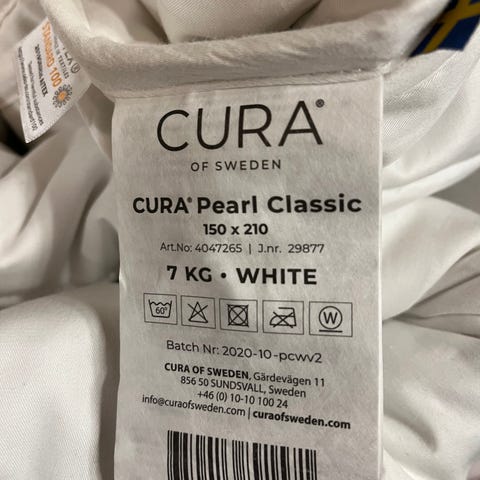 STANDARD 100
CURA®
OF SWEDEN
CURA® Pearl Classic
150 x 210
Art.No: 4047265 | J.nr. 29877
7 KG • WHITE
60°
W
Batch Nr: 2020-10-pcwv2
CURA OF SWEDEN, Gärdevägen 11
856 50 SUNDSVALL, Sweden
+46 (0) 10-10 100 24
info@curaofsweden.com | curaofsweden.com